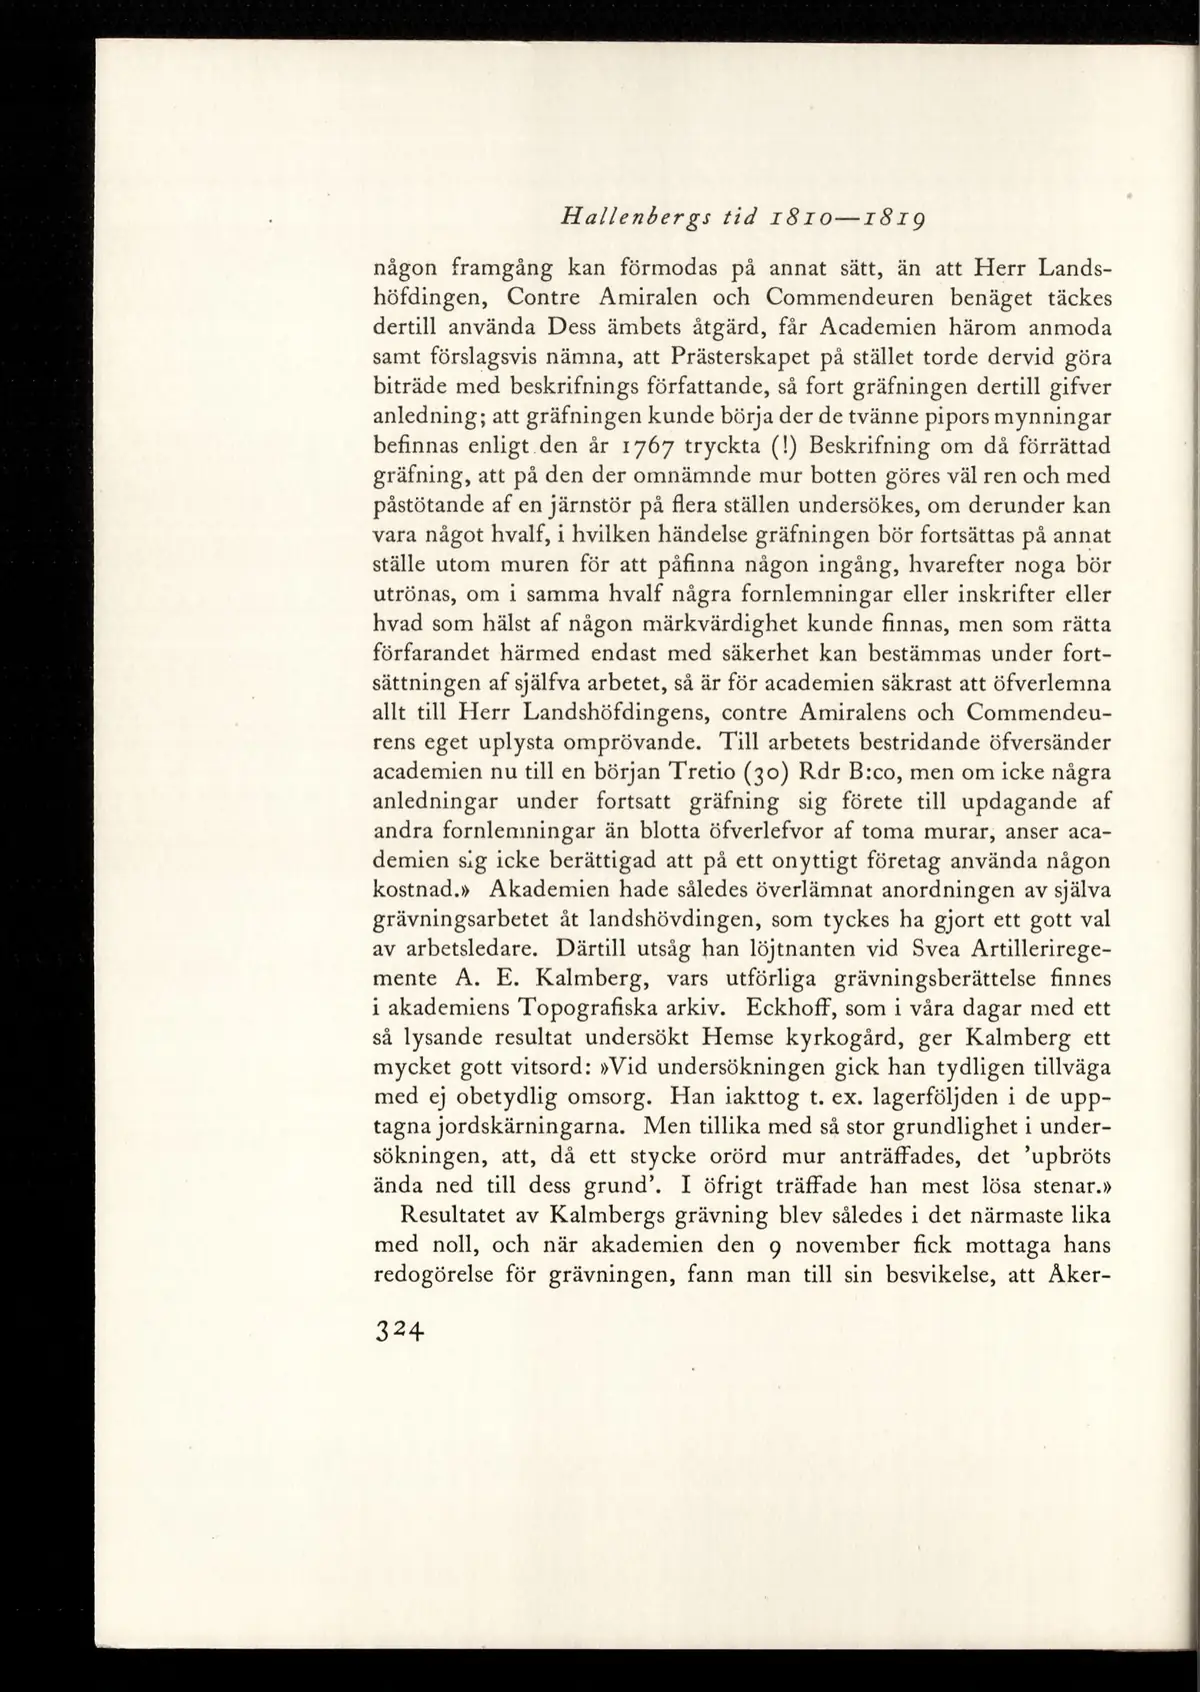 Hallenbergs tid 1810—1819
någon framgång kan förmodas på annat sätt, än att Herr Lands-
höfdingen, Contre Amiralen och Commendeuren benäget täckes
dertill använda Dess ämbets åtgärd, får Academien härom anmoda
samt förslagsvis nämna, att Prästerskapet på stället torde dervid göra
biträde med beskrifnings författande, så fort gräfningen dertill gifver
anledning; att gräfningen kunde börja der de tvänne pipors mynningar
befinnas enligt den år 1767 tryckta (!) Beskrifning om då förrättad
gräfning, att på den der omnämnde mur botten göres väl ren och med
påstötande af en järnstör på flera ställen undersökes, om derunder kan
vara något hvalf, i hvilken händelse gräfningen bör fortsättas på annat
ställe utom muren för att påfinna någon ingång, hvarefter noga bör
utrönas, om i samma hvalf några fornlemningar eller inskrifter eller
hvad som hälst af någon märkvärdighet kunde finnas, men som rätta
förfarandet härmed endast med säkerhet kan bestämmas under fort-
sättningen af själfva arbetet, så är för academien säkrast att öfverlemna
allt till Herr Landshöfdingens, contre Amiralens och Commendeu-
rens eget uplysta omprövande. Till arbetets bestridande öfversänder
academien nu till en början Tretio (30) Rdr B:co, men om icke några
anledningar under fortsatt gräfning sig förete till updagande af
andra fornlemningar än blotta öfverlefvor af toma murar, anser aca-
demien sig icke berättigad att på ett onyttigt företag använda någon
kostnad.» Akademien hade således överlämnat anordningen av själva
grävningsarbetet åt landshövdingen, som tyckes ha gjort ett gott val
av arbetsledare. Därtill utsåg han löjtnanten vid Svea Artillerirege-
mente A. E. Kalmberg, vars utförliga grävningsberättelse finnes
i akademiens Topografiska arkiv. Eckhoff, som i våra dagar med ett
så lysande resultat undersökt Hemse kyrkogård, ger Kalmberg ett
mycket gott vitsord: »Vid undersökningen gick han tydligen tillväga
med ej obetydlig omsorg. Han iakttog t. ex. lagerföljden i de upp-
tagna jordskärningarna. Men tillika med så stor grundlighet i under-
sökningen, att, då ett stycke orörd mur anträffades, det ’upbröts
ända ned till dess grund’. I öfrigt träffade han mest lösa stenar.»
Resultatet av Kalmbergs grävning blev således i det närmaste lika
med noll, och när akademien den 9 november fick mottaga hans
redogörelse för grävningen, fann man till sin besvikelse, att Åker-
324